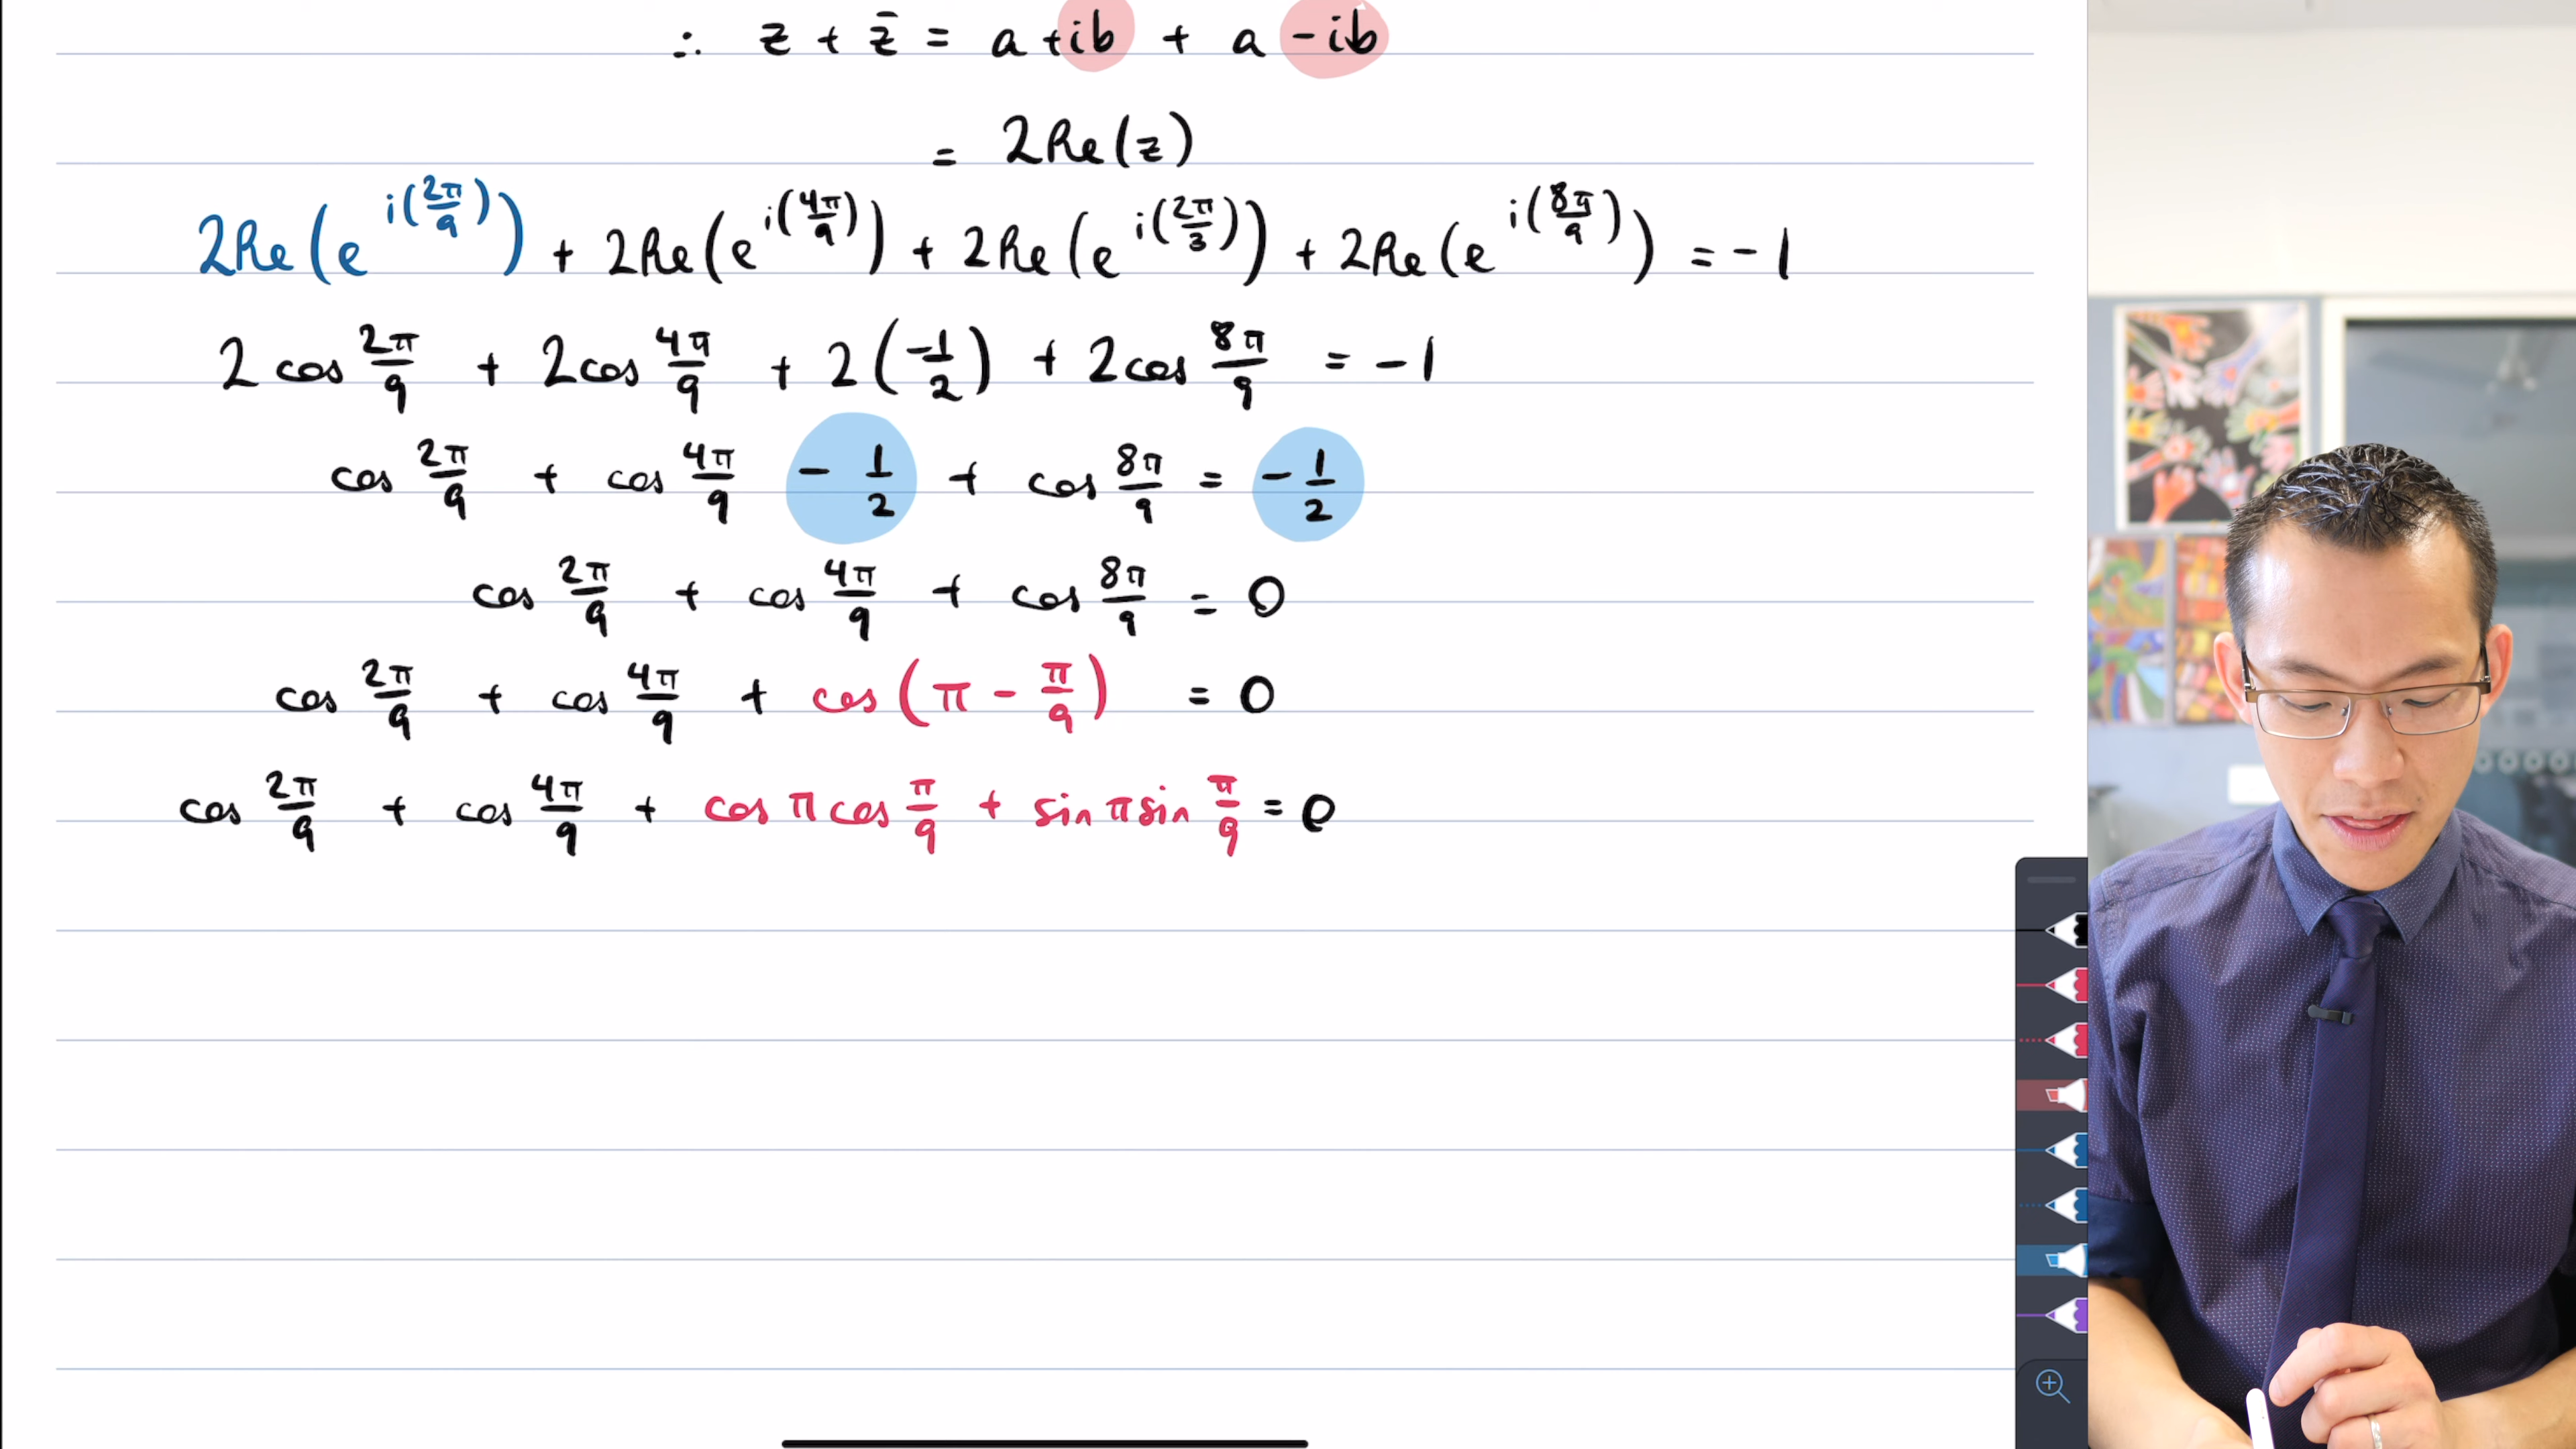 ∴ z + z̄ = a + ib + a - ib
= 2Re(z)
2Re(e^{i(2π/9)}) + 2Re(e^{i(4π/9)}) + 2Re(e^{i(2π/3)}) + 2Re(e^{i(8π/9)}) = -1
2 cos 2π/9 + 2cos 4π/9 + 2(-1/2) + 2cos 8π/9 = -1
cos 2π/9 + cos 4π/9 - 1/2 + cos 8π/9 = -1/2
cos 2π/9 + cos 4π/9 + cos 8π/9 = 0
cos 2π/9 + cos 4π/9 + cos(π - π/9) = 0
cos 2π/9 + cos 4π/9 + cos π cos π/9 + sin π sin π/9 = 0